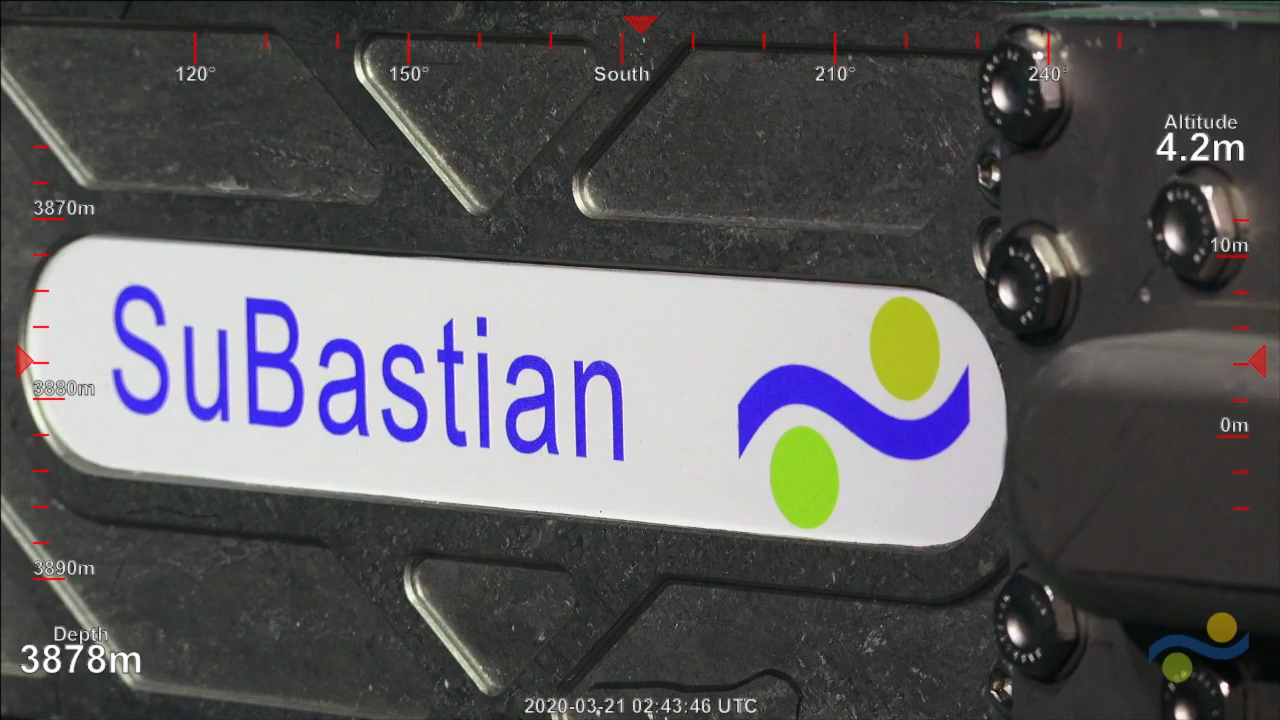 120° 150° South 210° 240°
Altitude
4.2m
3870m
10m
SuBastian
3880m
0m
3890m
Depth
3878m
2020-03-21 02:43:46 UTC